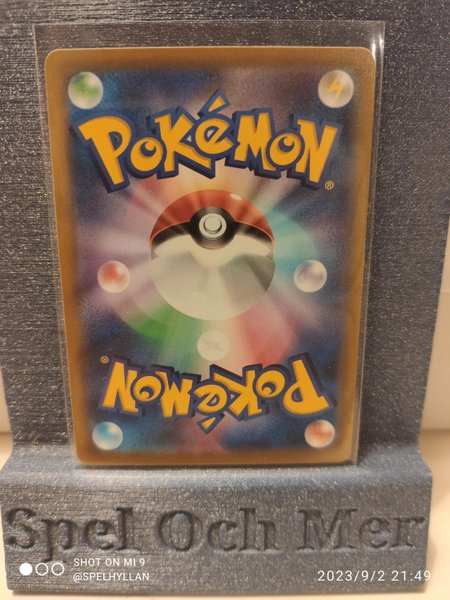 POKéMON®
POKéMON®
Spel Och Mer
SHOT ON MI 9
@SPELHYLLAN
2023/9/2 21:49